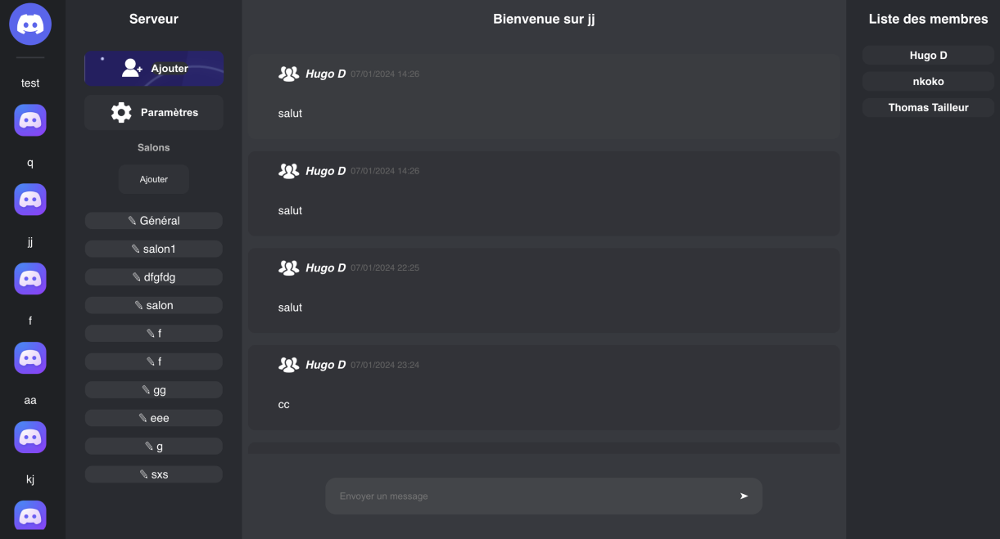 test
q
jj
f
aa
kj
Serveur
Ajouter
Paramètres
Salons
Ajouter
✎ Général
✎ salon1
✎ dfgfdg
✎ salon
✎ f
✎ f
✎ gg
✎ eee
✎ g
✎ sxs
Bienvenue sur jj
Hugo D 07/01/2024 14:26
salut
Hugo D 07/01/2024 14:26
salut
Hugo D 07/01/2024 22:25
salut
Hugo D 07/01/2024 23:24
cc
Envoyer un message
Liste des membres
Hugo D
nkoko
Thomas Tailleur